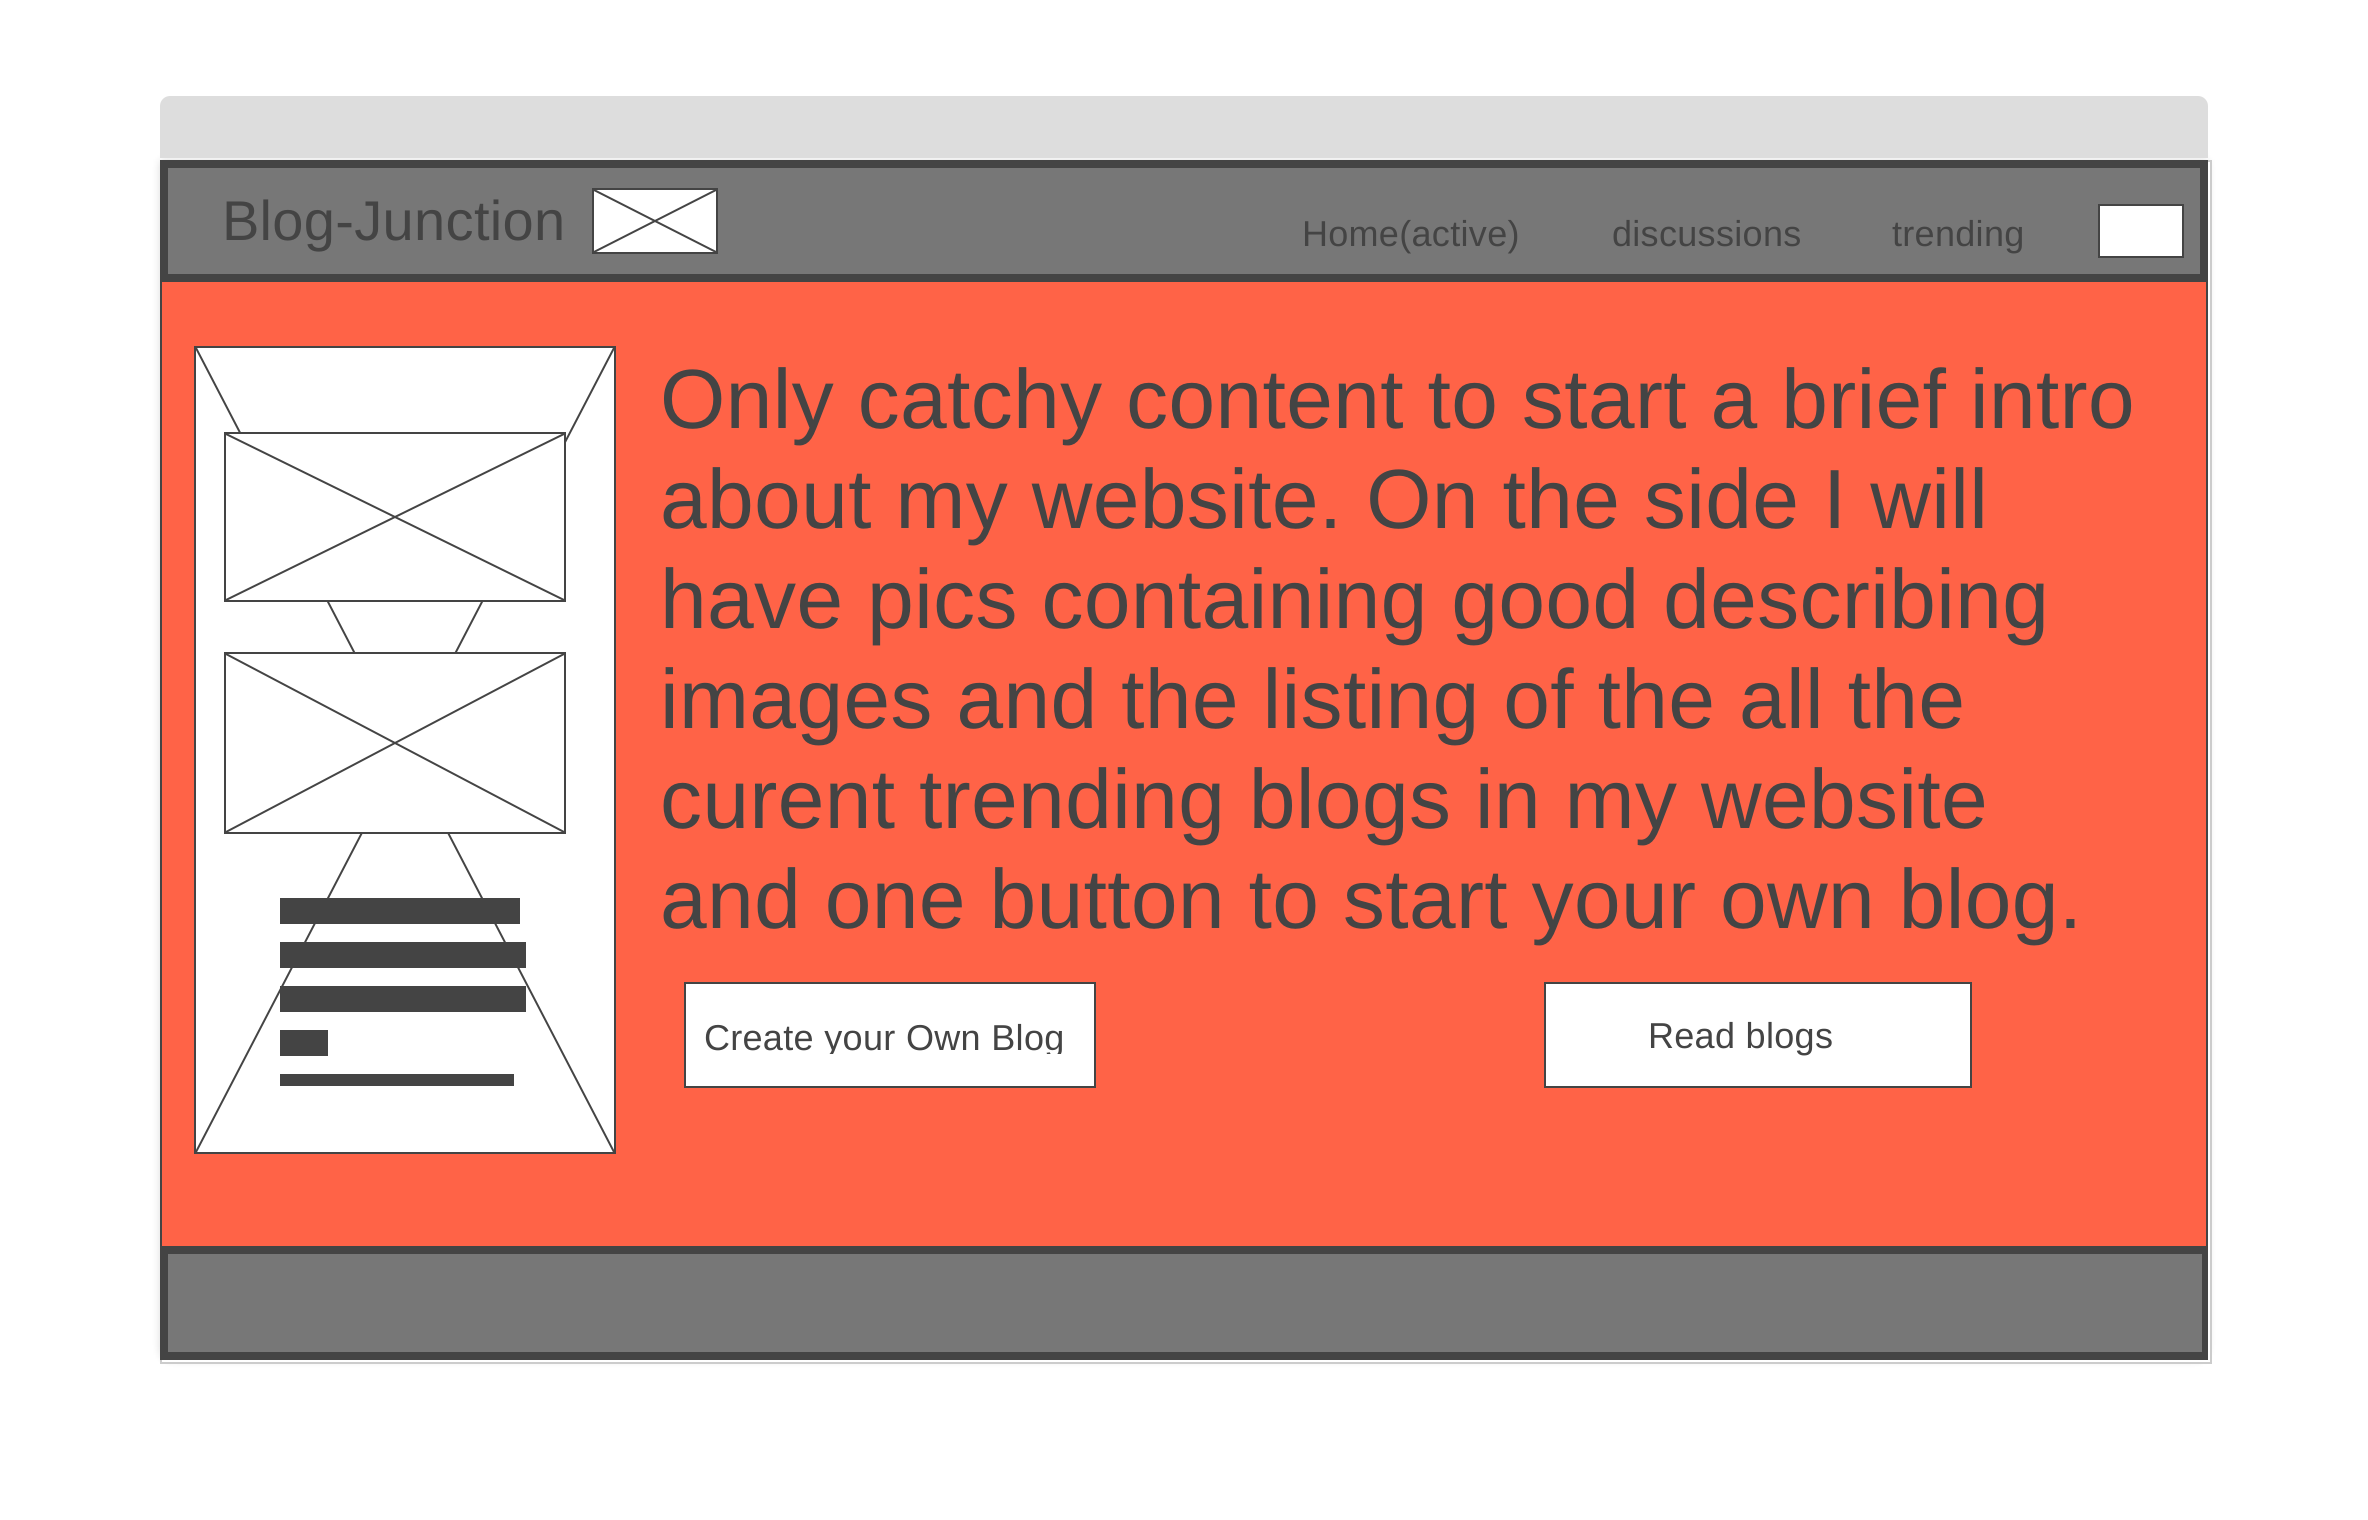 Blog-Junction
Home(active) discussions trending
Only catchy content to start a brief intro
about my website. On the side I will
have pics containing good describing
images and the listing of the all the
curent trending blogs in my website
and one button to start your own blog.
Create your Own Blog
Read blogs